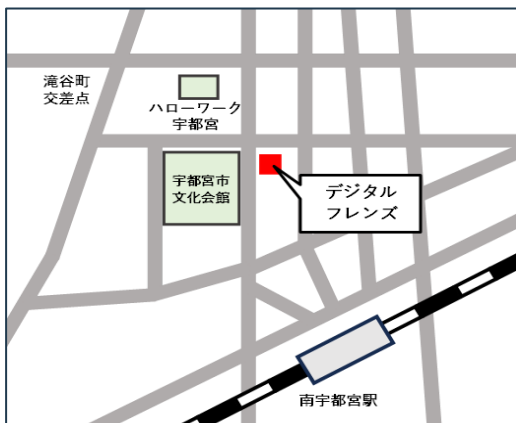 滝谷町
交差点
ハローワーク
宇都宮
宇都宮市
文化会館
デジタル
フレンズ
南宇都宮駅